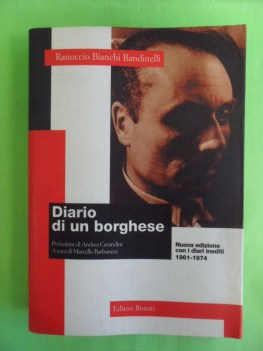 Ranuccio Bianchi Bandinelli
Diario
di un borghese
Prefazione di Andrea Carandini
A cura di Marcello Barbanera
Nuova edizione
con i diari inediti
1961-1974
Editori Riuniti